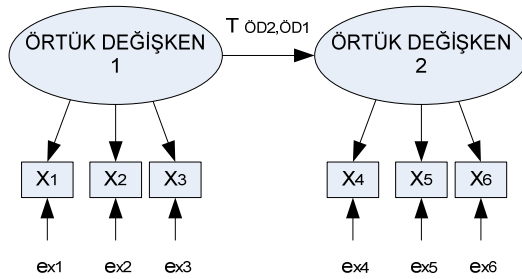 ÖRTÜK DEĞİŞKEN
1
T ÖD2,ÖD1
ÖRTÜK DEĞİŞKEN
2
X1 X2 X3 X4 X5 X6
ex1 ex2 ex3 ex4 ex5 ex6